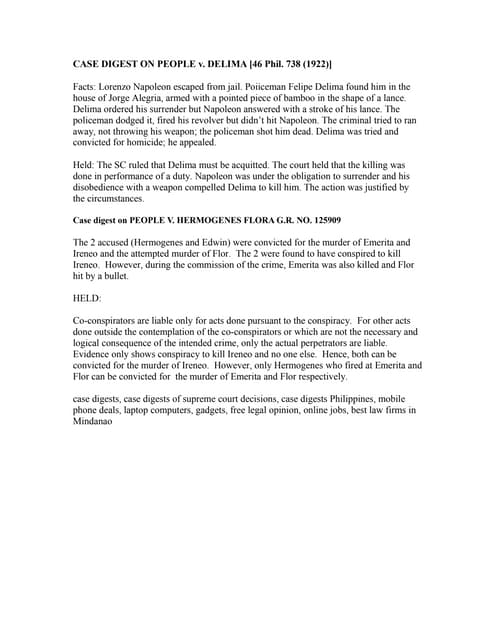 CASE DIGEST ON PEOPLE v. DELIMA [46 Phil. 738 (1922)]
Facts: Lorenzo Napoleon escaped from jail. Poiiceman Felipe Delima found him in the
house of Jorge Alegria, armed with a pointed piece of bamboo in the shape of a lance.
Delima ordered his surrender but Napoleon answered with a stroke of his lance. The
policeman dodged it, fired his revolver but didn’t hit Napoleon. The criminal tried to ran
away, not throwing his weapon; the policeman shot him dead. Delima was tried and
convicted for homicide; he appealed.
Held: The SC ruled that Delima must be acquitted. The court held that the killing was
done in performance of a duty. Napoleon was under the obligation to surrender and his
disobedience with a weapon compelled Delima to kill him. The action was justified by
the circumstances.
Case digest on PEOPLE V. HERMOGENES FLORA G.R. NO. 125909
The 2 accused (Hermogenes and Edwin) were convicted for the murder of Emerita and
Ireneo and the attempted murder of Flor. The 2 were found to have conspired to kill
Ireneo. However, during the commission of the crime, Emerita was also killed and Flor
hit by a bullet.
HELD:
Co-conspirators are liable only for acts done pursuant to the conspiracy. For other acts
done outside the contemplation of the co-conspirators or which are not the necessary and
logical consequence of the intended crime, only the actual perpetrators are liable.
Evidence only shows conspiracy to kill Ireneo and no one else. Hence, both can be
convicted for the murder of Ireneo. However, only Hermogenes who fired at Emerita and
Flor can be convicted for the murder of Emerita and Flor respectively.
case digests, case digests of supreme court decisions, case digests Philippines, mobile
phone deals, laptop computers, gadgets, free legal opinion, online jobs, best law firms in
Mindanao